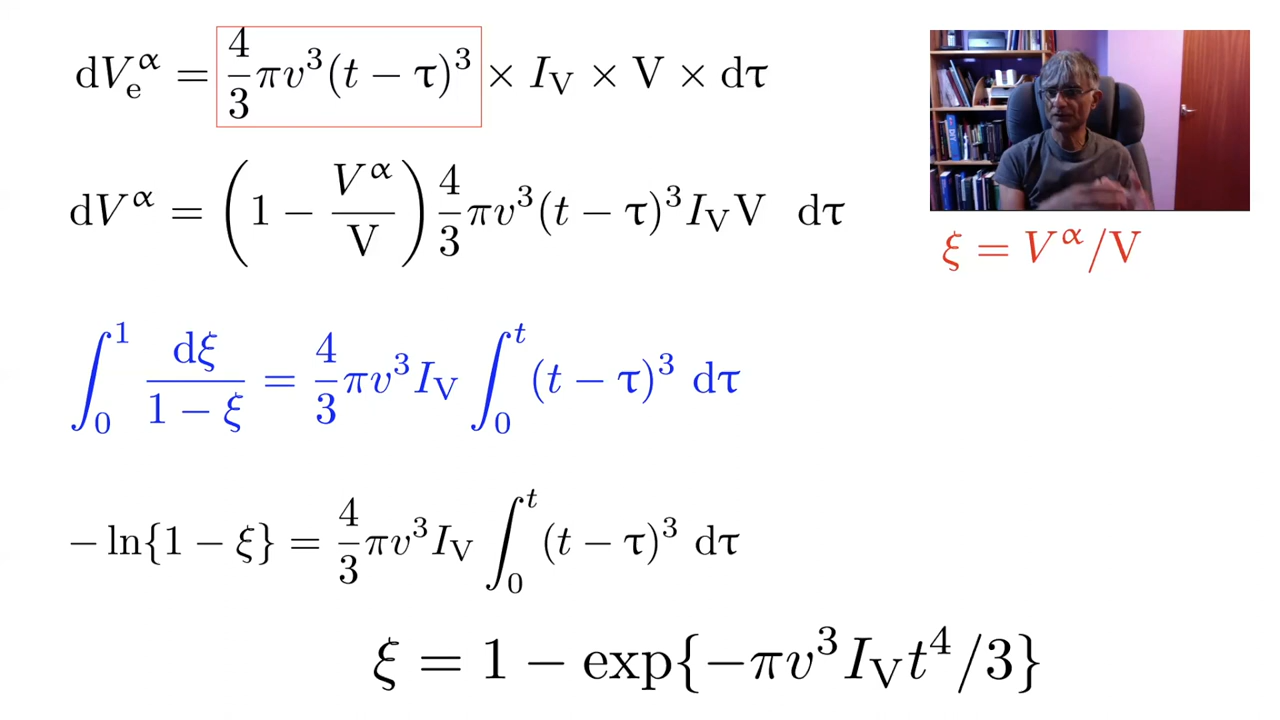 dV_e^α = 4/3 πv^3(t − τ)^3 × I_V × V × dτ
dV^α = (1 − V^α/V) 4/3 πv^3(t − τ)^3 I_V V dτ
ξ = V^α/V
∫_0^1 dξ/(1 − ξ) = 4/3 πv^3 I_V ∫_0^t (t − τ)^3 dτ
− ln{1 − ξ} = 4/3 πv^3 I_V ∫_0^t (t − τ)^3 dτ
ξ = 1 − exp{−πv^3 I_V t^4/3}